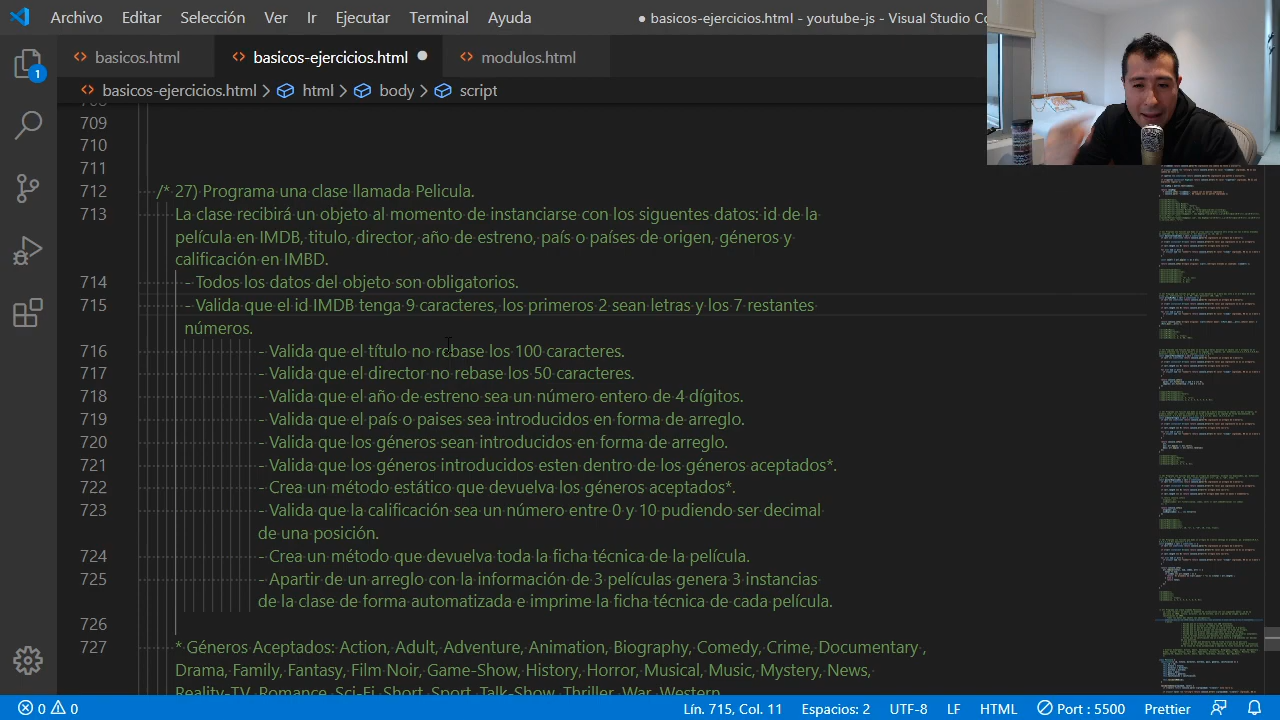 Archivo Editar Selección Ver Ir Ejecutar Terminal Ayuda
● basicos-ejercicios.html - youtube-js - Visual Studio Co
basicos.html basicos-ejercicios.html modulos.html
basicos-ejercicios.html > html > body > script
1
709
710
711
712 /* 27) Programa una clase llamada Película.
713 La clase recibirá un objeto al momento de instanciarse con los siguentes datos: id de la
película en IMDB, titulo, director, año de estreno, país o países de origen, géneros y
calificación en IMBD.
714 - Todos los datos del objeto son obligatorios.
715 - Valida que el id IMDB tenga 9 caracteres, los primeros 2 sean letras y los 7 restantes
números.
716 - Valida que el título no rebase los 100 caracteres.
717 - Valida que el director no rebase los 50 caracteres.
718 - Valida que el año de estreno sea un número entero de 4 dígitos.
719 - Valida que el país o paises sea introducidos en forma de arreglo.
720 - Valida que los géneros sean introducidos en forma de arreglo.
721 - Valida que los géneros introducidos esten dentro de los géneros aceptados*.
722 - Crea un método estático que devuelva los géneros aceptados*
723 - Valida que la calificación sea un número entre 0 y 10 pudiendo ser decimal
de una posición.
724 - Crea un método que devuelva toda la ficha técnica de la película.
725 - Apartir de un arreglo con la información de 3 películas genera 3 instancias
de la clase de forma automatizada e imprime la ficha técnica de cada película.
726
727 * Géneros Aceptados: Action, Adult, Adventure, Animation, Biography, Comedy, Crime, Documentary ,
Drama, Family, Fantasy, Film Noir, Game-Show, History, Horror, Musical, Music, Mystery, News,
Reality-TV, Romance, Sci-Fi, Short, Sport, Talk-Show, Thriller, War, Western.
0 0 Lín. 715, col. 11 Espacios: 2 UTF-8 LF HTML Port : 5500 Prettier